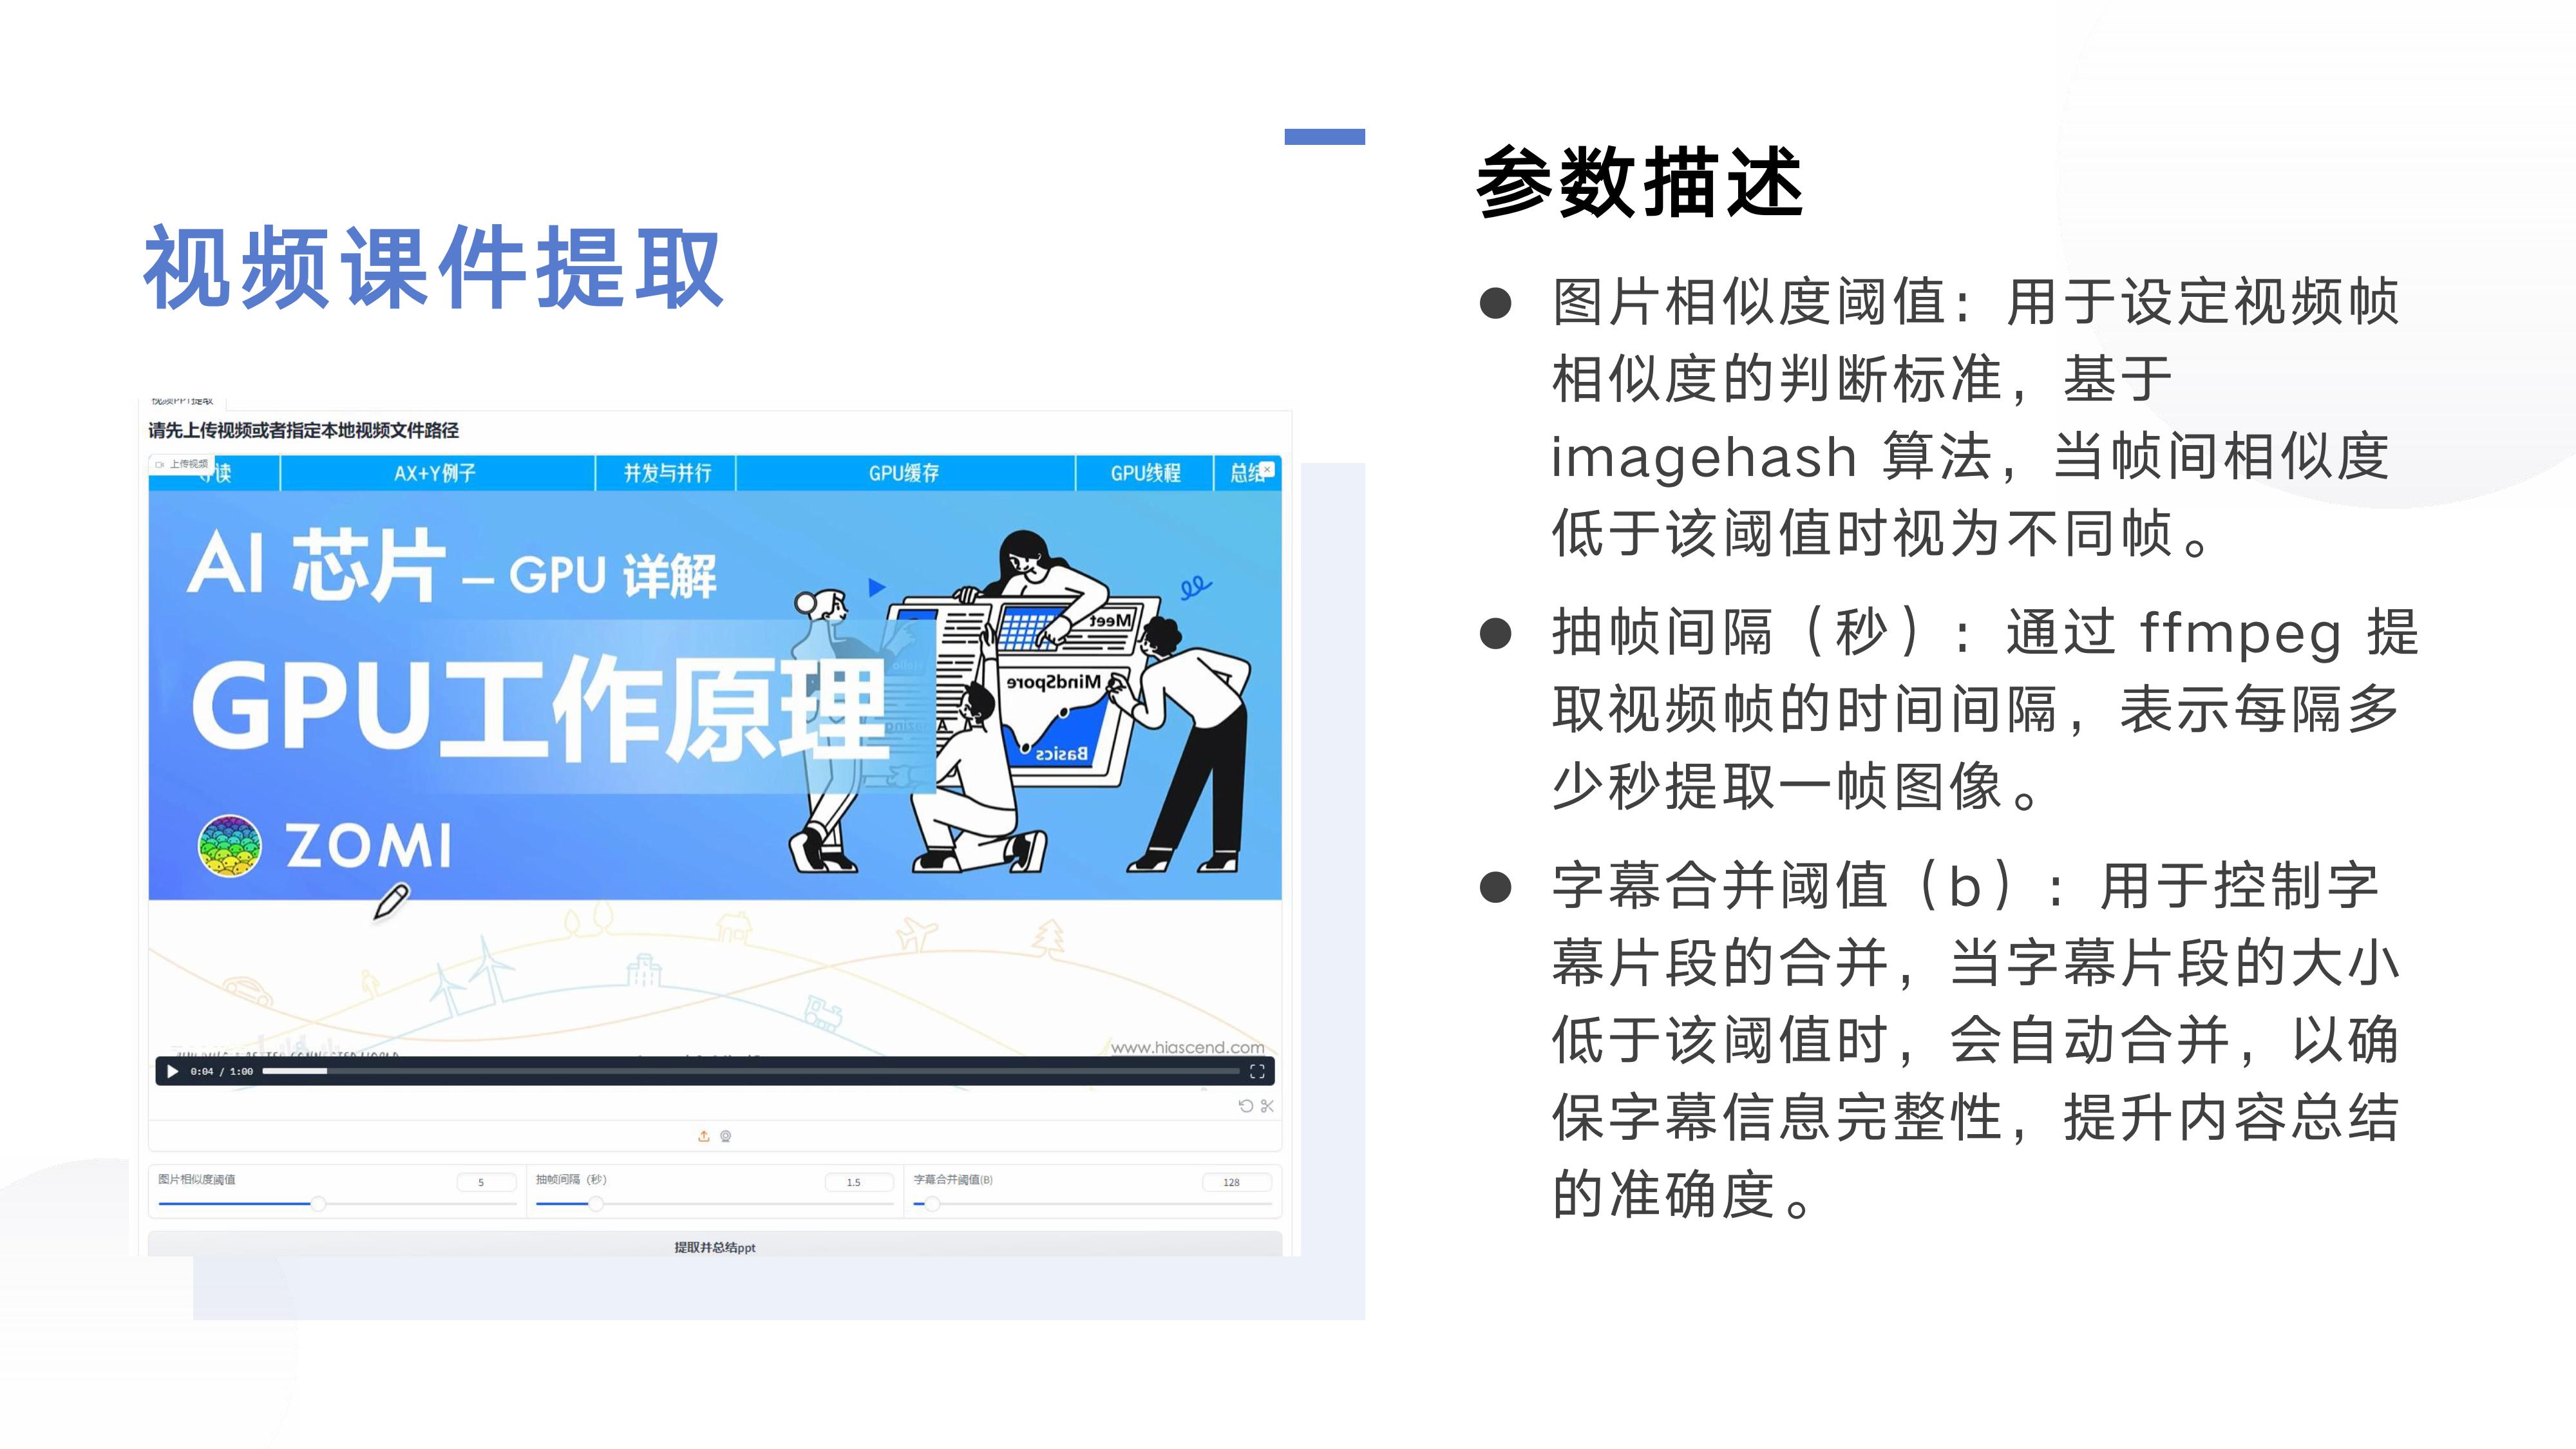 视频课件提取
视频PPT提取
请先上传视频或者指定本地视频文件路径
上传视频
读
AX+Y例子
并发与并行
GPU缓存
GPU线程
总结
AI 芯片 – GPU 详解
GPU工作原理
Meet
MindSpore
Basics
ZOMI
www.hiascend.com
0:04 / 1:00
图片相似度阈值
5
抽帧间隔（秒）
1.5
字幕合并阈值(B)
128
提取并总结ppt
参数描述
● 图片相似度阈值：用于设定视频帧
相似度的判断标准，基于
imagehash 算法，当帧间相似度
低于该阈值时视为不同帧。
● 抽帧间隔（秒）：通过 ffmpeg 提
取视频帧的时间间隔，表示每隔多
少秒提取一帧图像。
● 字幕合并阈值（b）：用于控制字
幕片段的合并，当字幕片段的大小
低于该阈值时，会自动合并，以确
保字幕信息完整性，提升内容总结
的准确度。